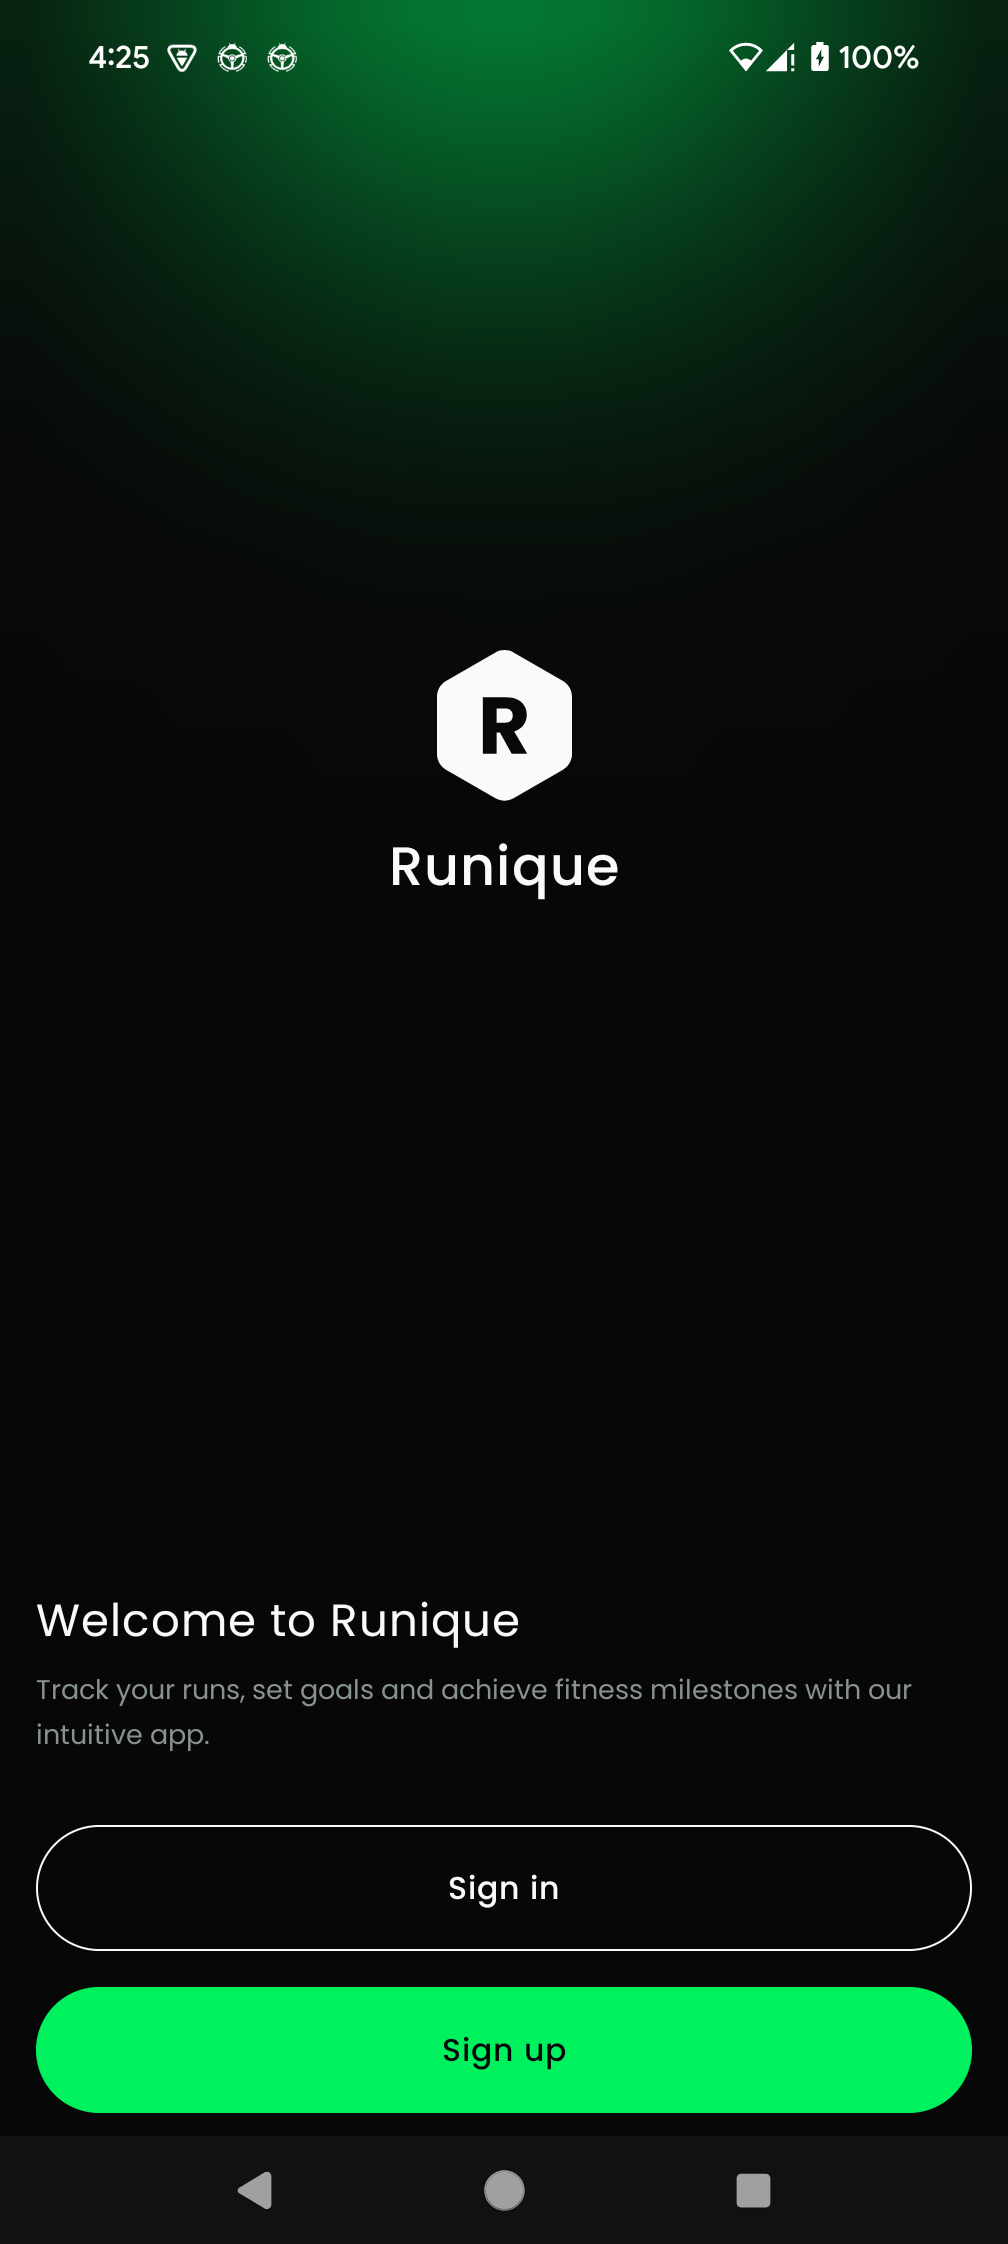 4:25 100%
R
Runique
Welcome to Runique
Track your runs, set goals and achieve fitness milestones with our
intuitive app.
Sign in
Sign up